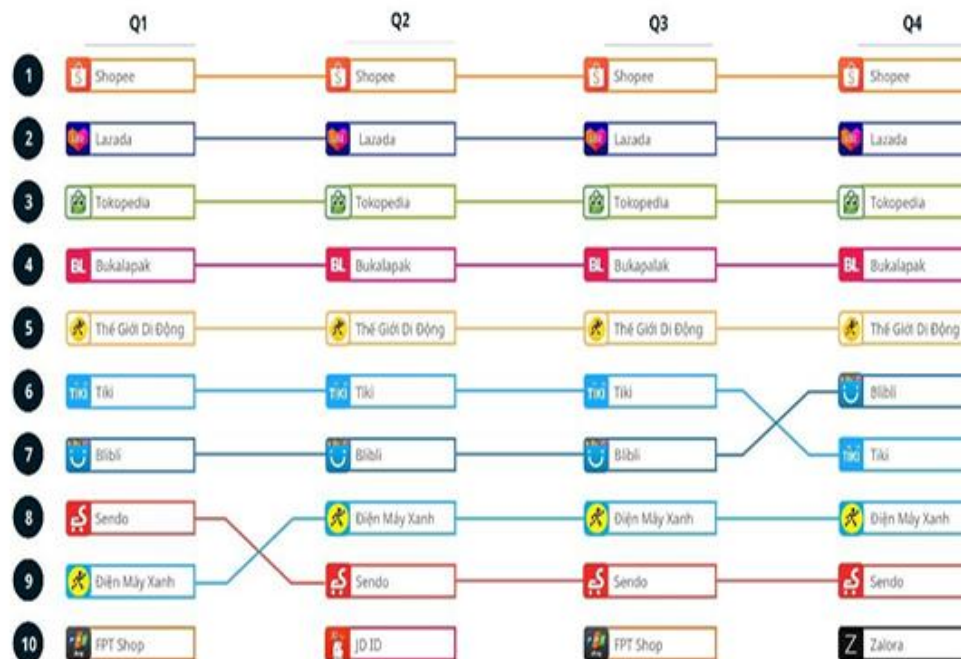 Q1 Q2 Q3 Q4
1 Shopee Shopee Shopee Shopee
2 Lazada Lazada Lazada Lazada
3 Tokopedia Tokopedia Tokopedia Tokopedia
4 BL Bukalapak BL Bukalapak BL Bukapalak BL Bukalapak
5 Thế Giới Di Động Thế Giới Di Động Thế Giới Di Động Thế Giới Di Động
6 TIKI Tiki TIKI Tiki TIKI Tiki Blibli
7 Blibli Blibli Blibli TIKI Tiki
8 Sendo Điện Máy Xanh Điện Máy Xanh Điện Máy Xanh
9 Điện Máy Xanh Sendo Sendo Sendo
10 FPT Shop JD ID FPT Shop Z Zalora